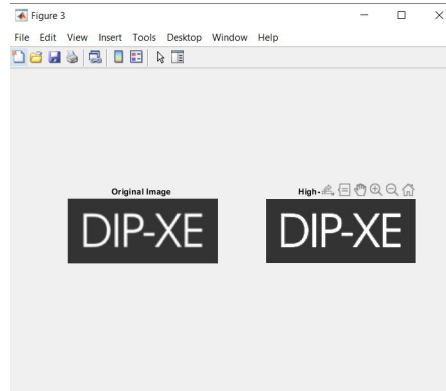 Figure 3
File Edit View Insert Tools Desktop Window Help
Original Image
High-
DIP-XE
DIP-XE